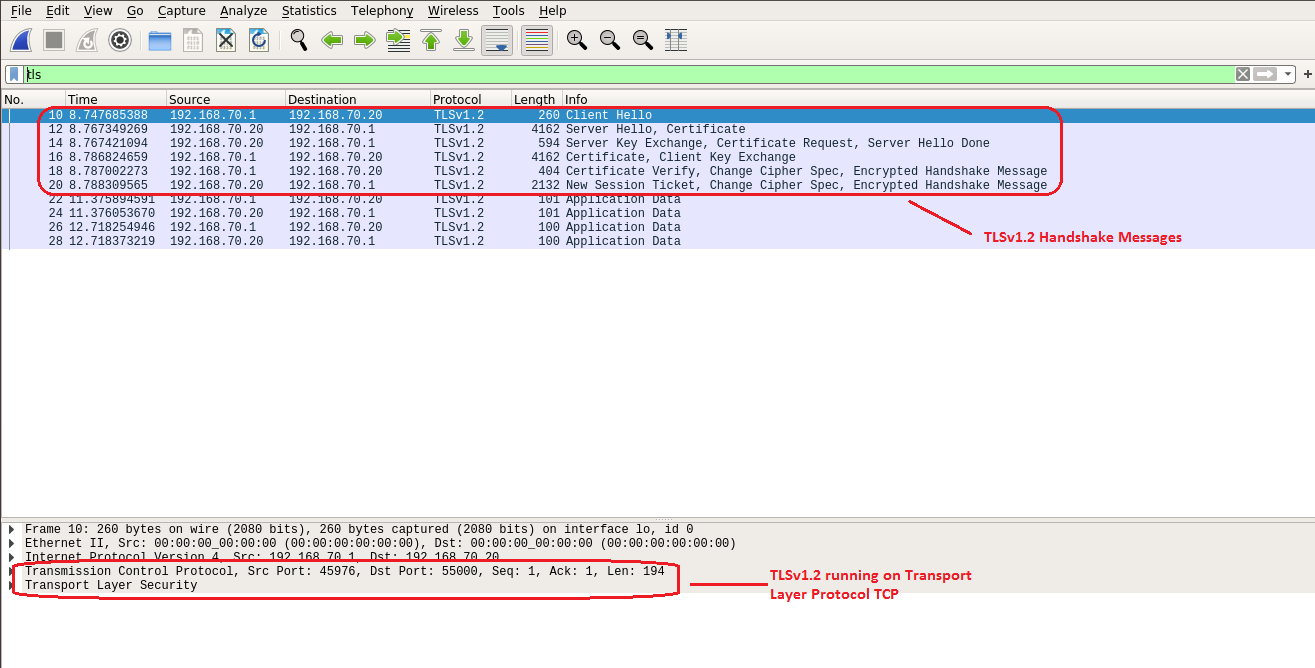 File Edit View Go Capture Analyze Statistics Telephony Wireless Tools Help
tls
No. Time Source Destination Protocol Length Info
10 8.747685388 192.168.70.1 192.168.70.20 TLSv1.2 260 Client Hello
12 8.767349269 192.168.70.20 192.168.70.1 TLSv1.2 4162 Server Hello, Certificate
14 8.767421094 192.168.70.20 192.168.70.1 TLSv1.2 594 Server Key Exchange, Certificate Request, Server Hello Done
16 8.786824659 192.168.70.1 192.168.70.20 TLSv1.2 4162 Certificate, Client Key Exchange
18 8.787002273 192.168.70.1 192.168.70.20 TLSv1.2 404 Certificate Verify, Change Cipher Spec, Encrypted Handshake Message
20 8.788309565 192.168.70.20 192.168.70.1 TLSv1.2 2132 New Session Ticket, Change Cipher Spec, Encrypted Handshake Message
22 11.375894591 192.168.70.1 192.168.70.20 TLSv1.2 101 Application Data
24 11.376053670 192.168.70.20 192.168.70.1 TLSv1.2 101 Application Data
26 12.718254946 192.168.70.1 192.168.70.20 TLSv1.2 100 Application Data
28 12.718373219 192.168.70.20 192.168.70.1 TLSv1.2 100 Application Data
TLSv1.2 Handshake Messages
Frame 10: 260 bytes on wire (2080 bits), 260 bytes captured (2080 bits) on interface lo, id 0
Ethernet II, Src: 00:00:00_00:00:00 (00:00:00:00:00:00), Dst: 00:00:00_00:00:00 (00:00:00:00:00:00)
Internet Protocol Version 4, Src: 192.168.70.1, Dst: 192.168.70.20
Transmission Control Protocol, Src Port: 45976, Dst Port: 55000, Seq: 1, Ack: 1, Len: 194
Transport Layer Security
TLSv1.2 running on Transport
Layer Protocol TCP